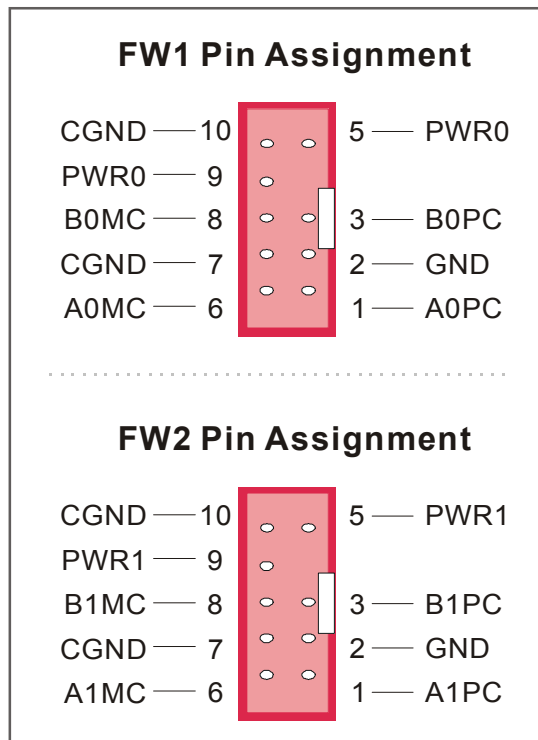 FW1 Pin Assignment
CGND 10 5 PWR0
PWR0 9
B0MC 8 3 B0PC
CGND 7 2 GND
A0MC 6 1 A0PC
FW2 Pin Assignment
CGND 10 5 PWR1
PWR1 9
B1MC 8 3 B1PC
CGND 7 2 GND
A1MC 6 1 A1PC